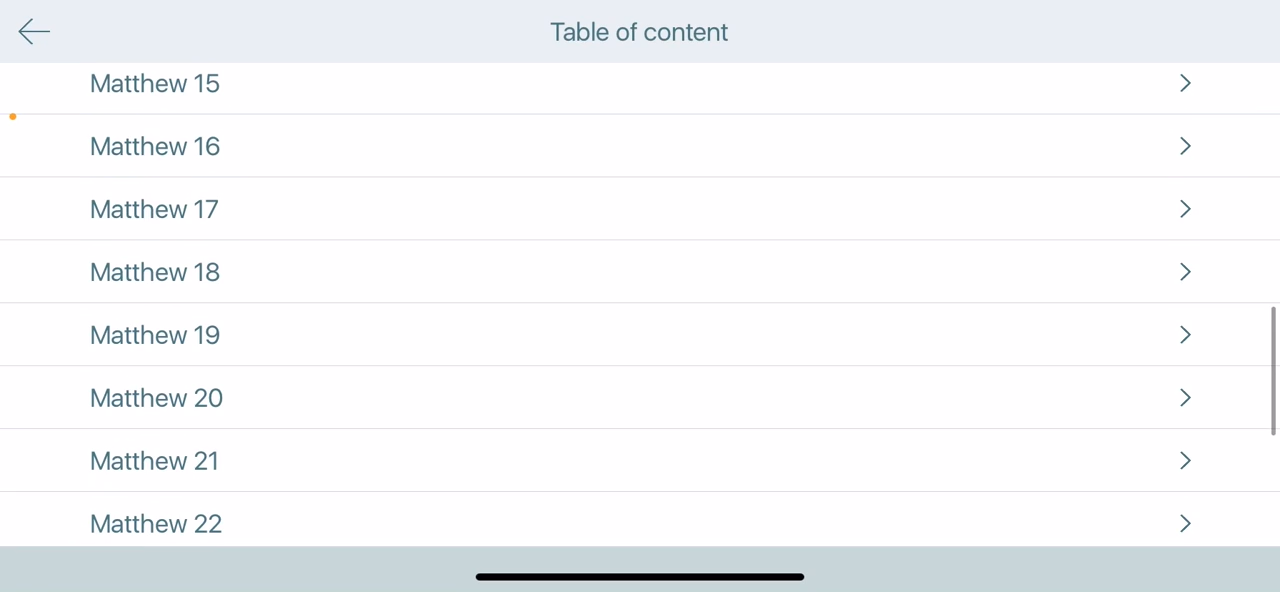 Table of content
Matthew 15
Matthew 16
Matthew 17
Matthew 18
Matthew 19
Matthew 20
Matthew 21
Matthew 22